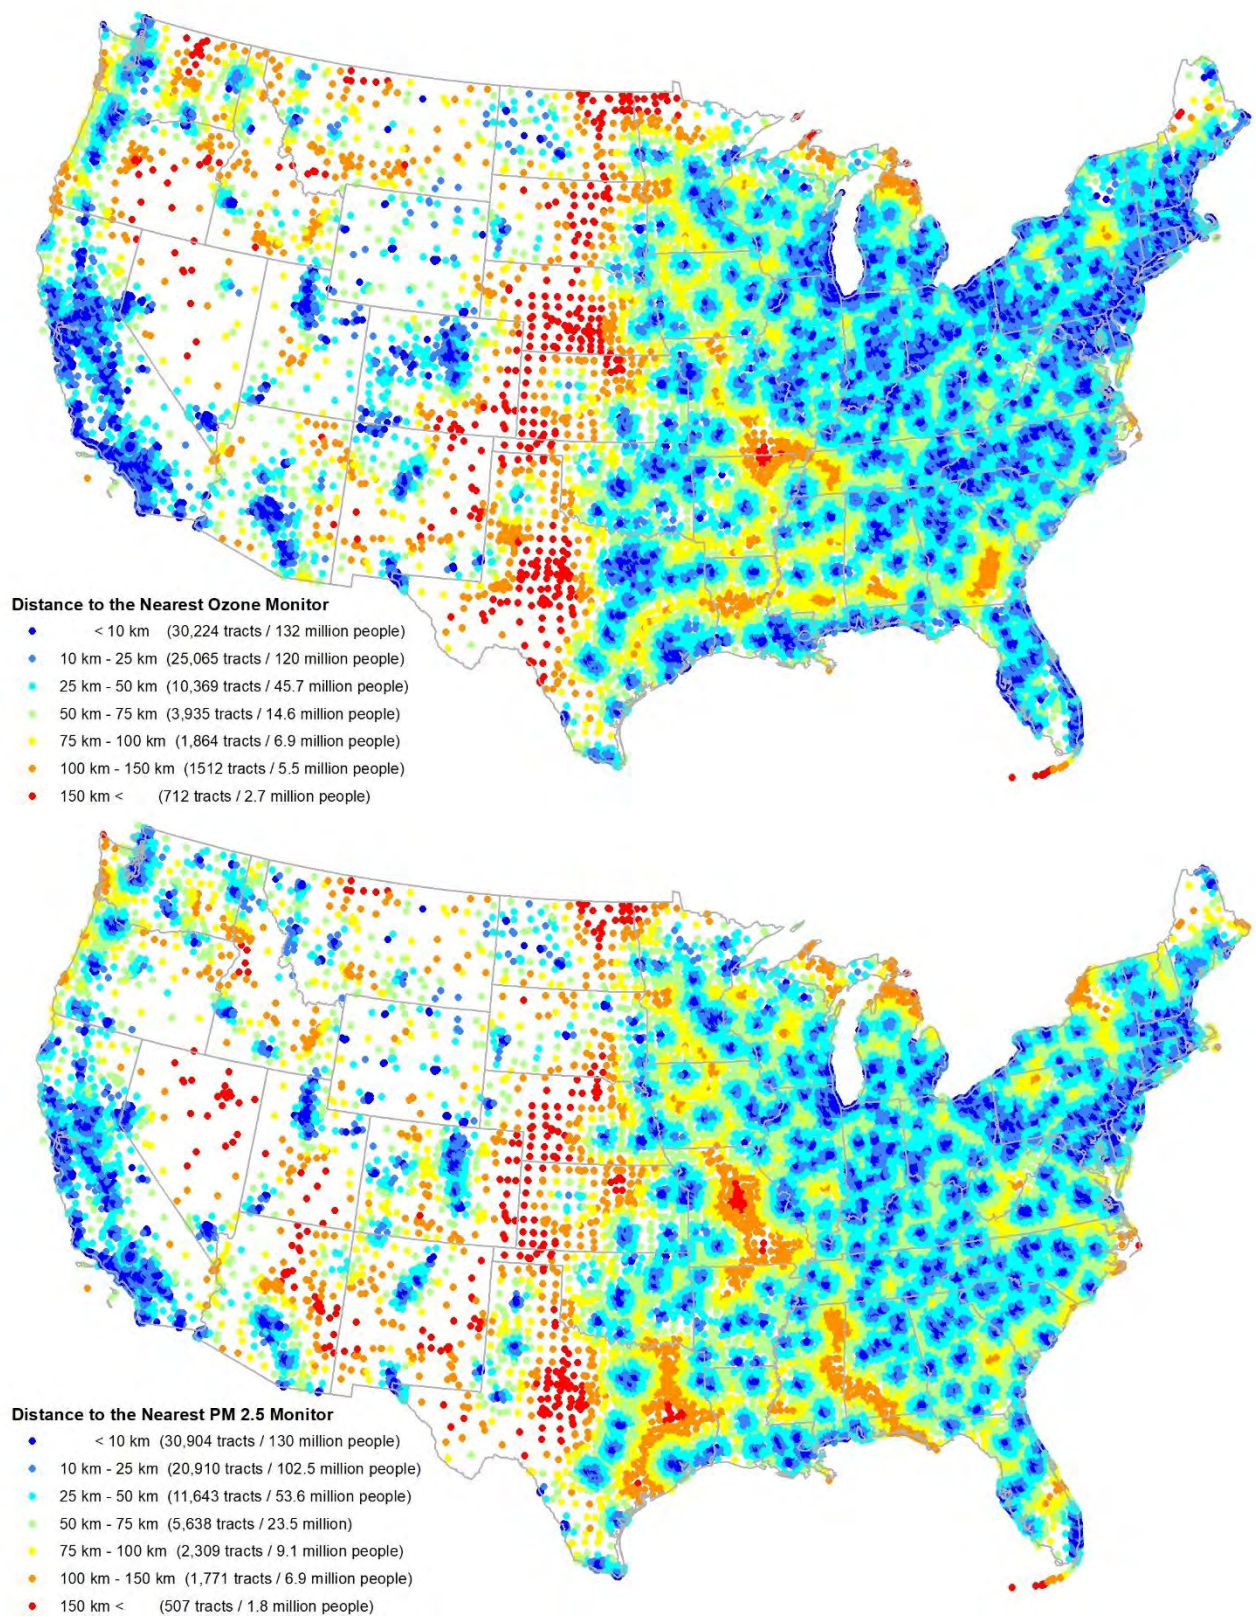 Distance to the Nearest Ozone Monitor
< 10 km (30,224 tracts / 132 million people)
10 km - 25 km (25,065 tracts / 120 million people)
25 km - 50 km (10,369 tracts / 45.7 million people)
50 km - 75 km (3,935 tracts / 14.6 million people)
75 km - 100 km (1,864 tracts / 6.9 million people)
100 km - 150 km (1512 tracts / 5.5 million people)
150 km < (712 tracts / 2.7 million people)
Distance to the Nearest PM 2.5 Monitor
< 10 km (30,904 tracts / 130 million people)
10 km - 25 km (20,910 tracts / 102.5 million people)
25 km - 50 km (11,643 tracts / 53.6 million people)
50 km - 75 km (5,638 tracts / 23.5 million)
75 km - 100 km (2,309 tracts / 9.1 million people)
100 km - 150 km (1,771 tracts / 6.9 million people)
150 km < (507 tracts / 1.8 million people)